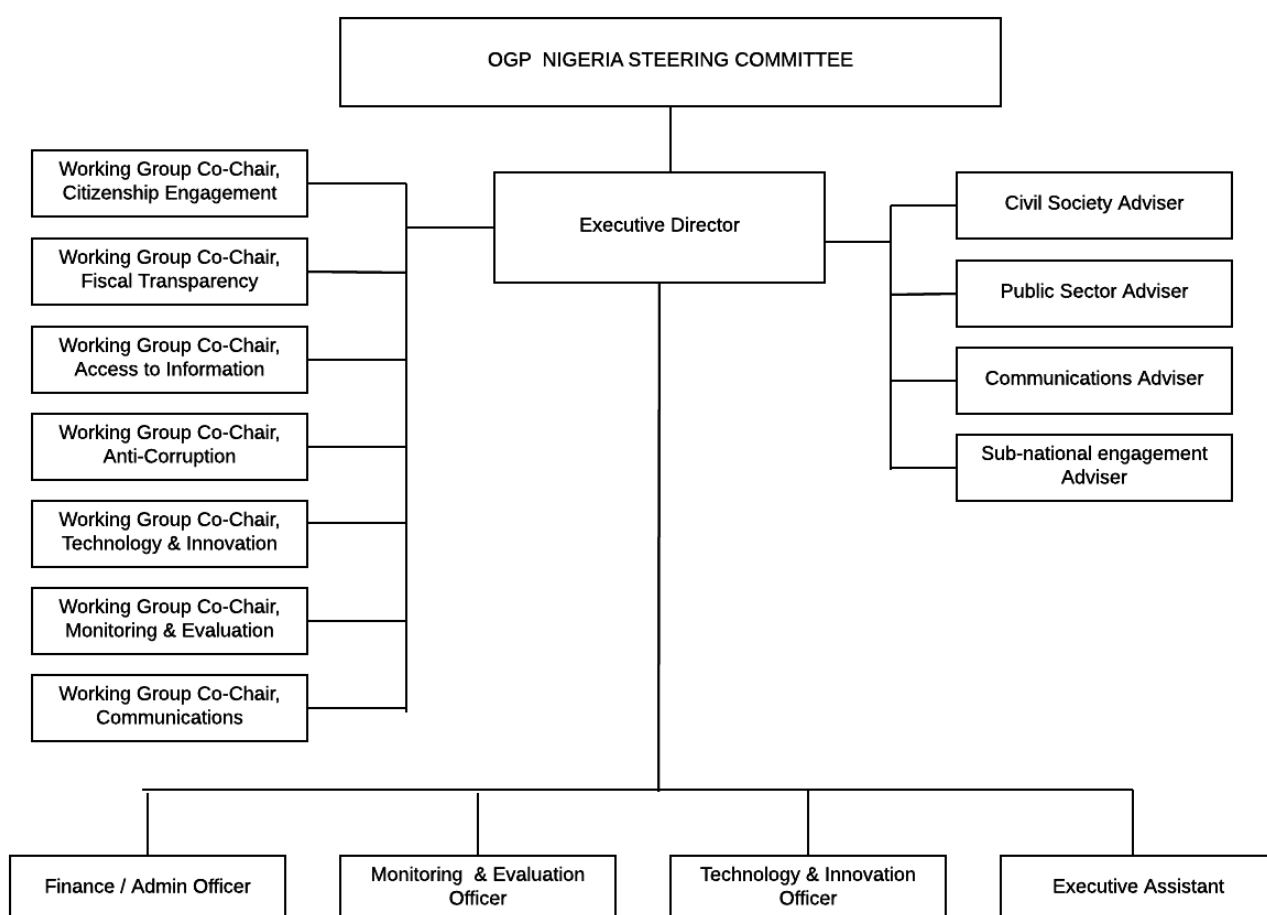 OGP NIGERIA STEERING COMMITTEE
Working Group Co-Chair,
Citizenship Engagement
Working Group Co-Chair,
Fiscal Transparency
Working Group Co-Chair,
Access to Information
Working Group Co-Chair,
Anti-Corruption
Working Group Co-Chair,
Technology & Innovation
Working Group Co-Chair,
Monitoring & Evaluation
Working Group Co-Chair,
Communications
Executive Director
Civil Society Adviser
Public Sector Adviser
Communications Adviser
Sub-national engagement
Adviser
Finance / Admin Officer
Monitoring & Evaluation
Officer
Technology & Innovation
Officer
Executive Assistant